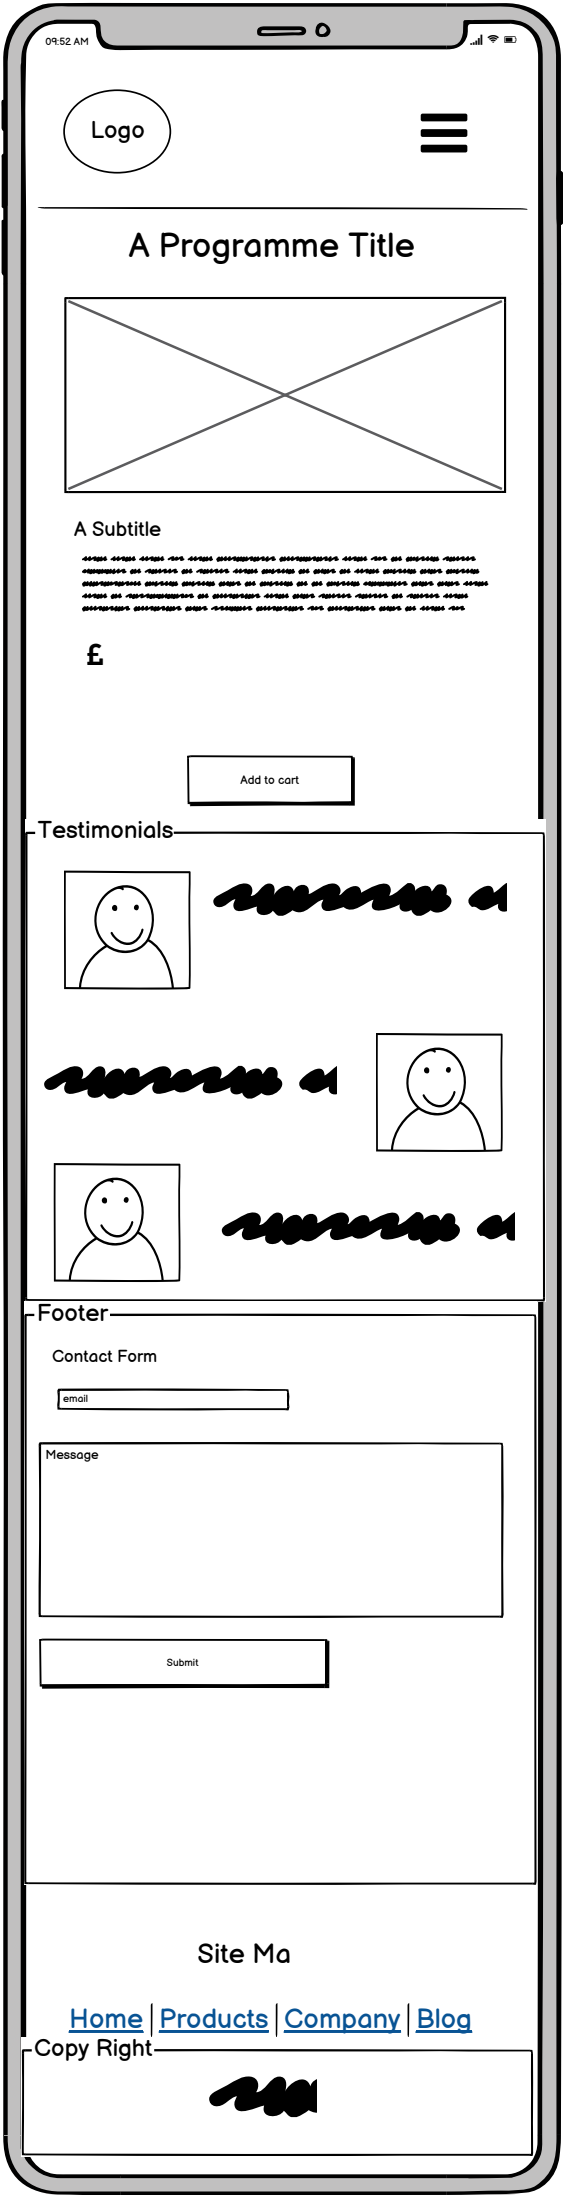 09:52 AM
Logo
A Programme Title
A Subtitle
£
Add to cart
Testimonials
Footer
Contact Form
email
Message
Submit
Site Ma
Home Products Company Blog
Copy Right